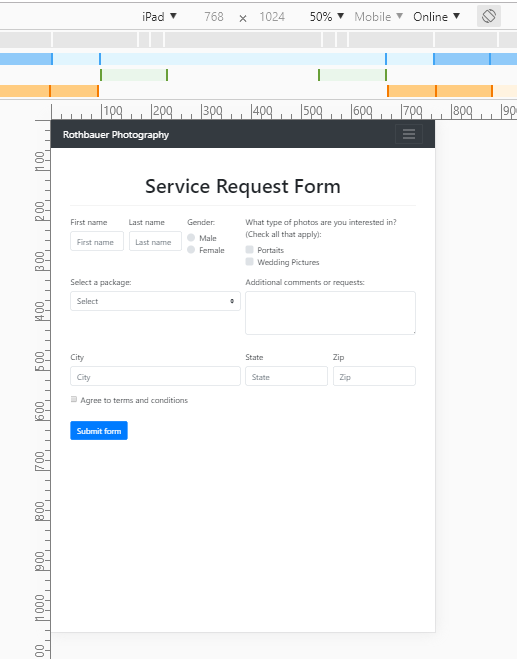 iPad ▼ 768 × 1024 50% ▼ Mobile ▼ Online ▼
100 200 300 400 500 600 700 800 900
100
200
300
400
500
600
700
800
900
1000
Rothbauer Photography
Service Request Form
First name Last name Gender: What type of photos are you interested in?
(Check all that apply):
First name Last name Male Portaits
Female Wedding Pictures
Select a package: Additional comments or requests:
Select
City State Zip
City State Zip
Agree to terms and conditions
Submit form